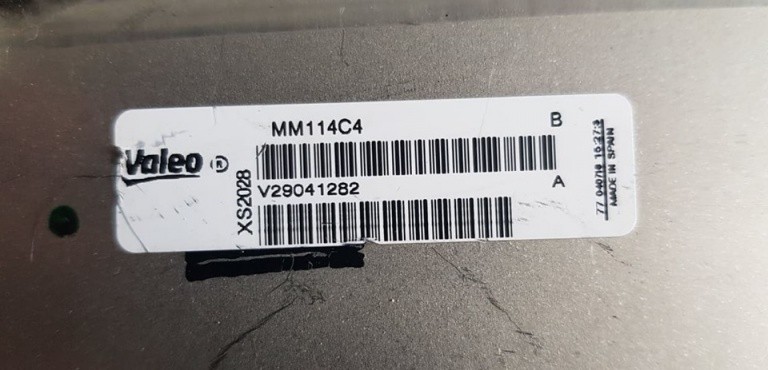 MM114C4
B
Valeo ®
XS2028
V29041282
A
MADE IN SPAIN